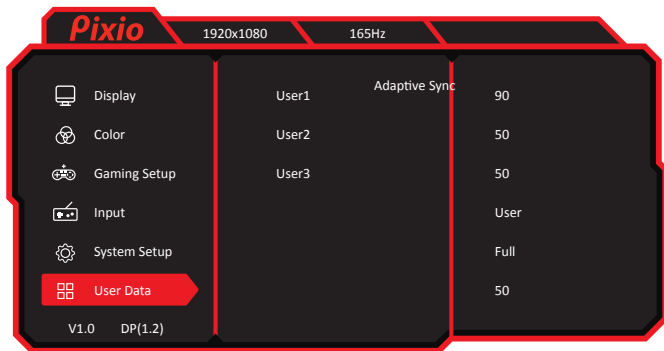 Pixio 1920x1080 165Hz
Adaptive Sync
Display User1 90
Color User2 50
Gaming Setup User3 50
Input User
System Setup Full
User Data 50
V1.0 DP(1.2)